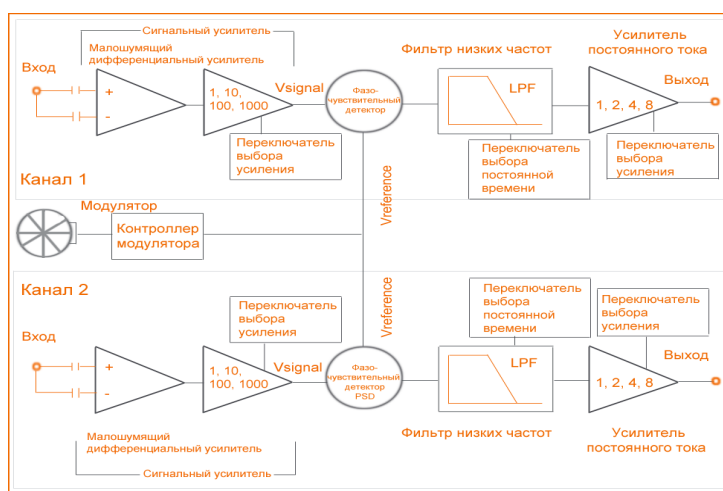 Сигнальный усилитель
Малошумящий
дифференциальный усилитель
Вход
+
-
1, 10,
100, 1000
Vsignal
Переключатель
выбора
усиления
Фазо-
чувствительный
детектор
Фильтр низких частот
LPF
Переключатель
выбора
постоянной
времени
Усилитель
постоянного тока
1, 2, 4, 8
Выход
Переключатель
выбора
усиления
Канал 1
Vreference
Модулятор
Контроллер
модулятора
Канал 2
Vreference
Вход
+
-
Переключатель
выбора
усиления
1, 10,
100, 1000
Vsignal
Фазо-
чувствительный
детектор
PSD
Переключатель
выбора
постоянной
времени
LPF
Переключатель
выбора
усиления
1, 2, 4, 8
Выход
Малошумящий
дифференциальный усилитель
Сигнальный усилитель
Фильтр низких частот
Усилитель
постоянного тока